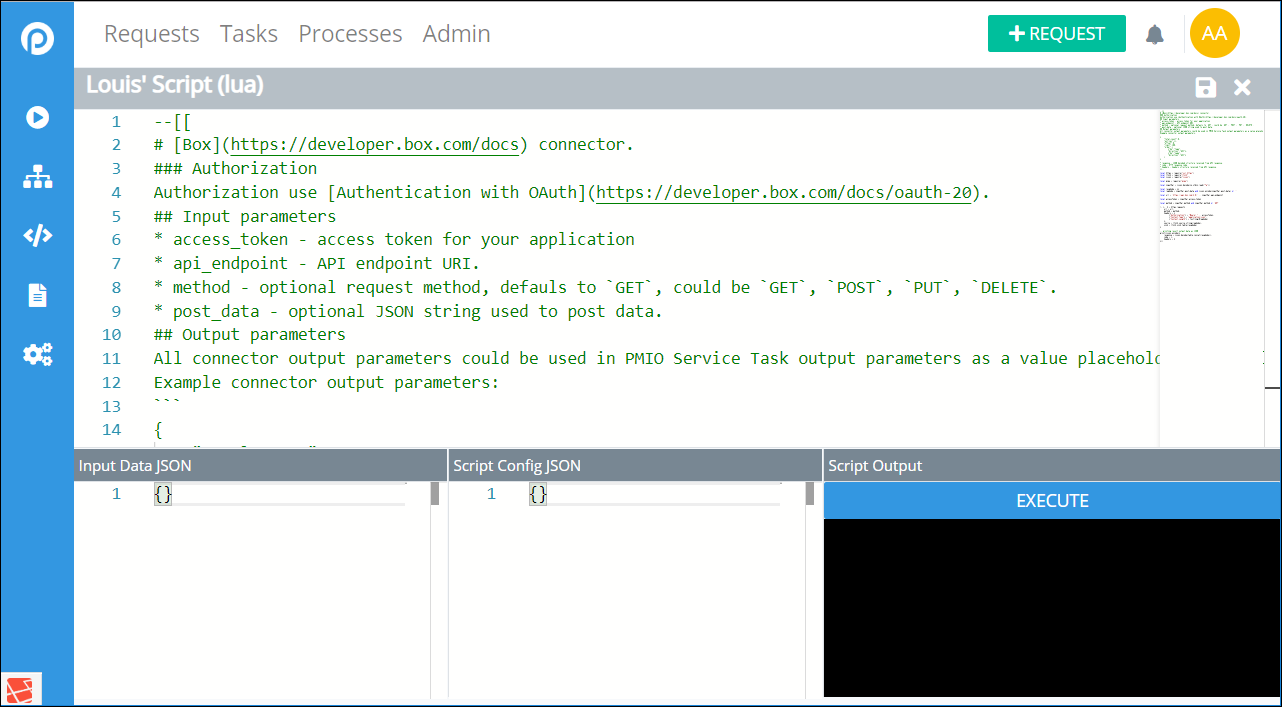 Requests Tasks Processes Admin
+ REQUEST
AA
Louis' Script (lua)
1 --[[
2 # [Box](https://developer.box.com/docs) connector.
3 ### Authorization
4 Authorization use [Authentication with OAuth](https://developer.box.com/docs/oauth-20).
5 ## Input parameters
6 * access_token - access token for your application
7 * api_endpoint - API endpoint URI.
8 * method - optional request method, defauls to `GET`, could be `GET`, `POST`, `PUT`, `DELETE`.
9 * post_data - optional JSON string used to post data.
10 ## Output parameters
11 All connector output parameters could be used in PMIO Service Task output parameters as a value placehol
12 Example connector output parameters:
13 ```
14 {
Input Data JSON Script Config JSON Script Output
1 {}
1 {}
EXECUTE